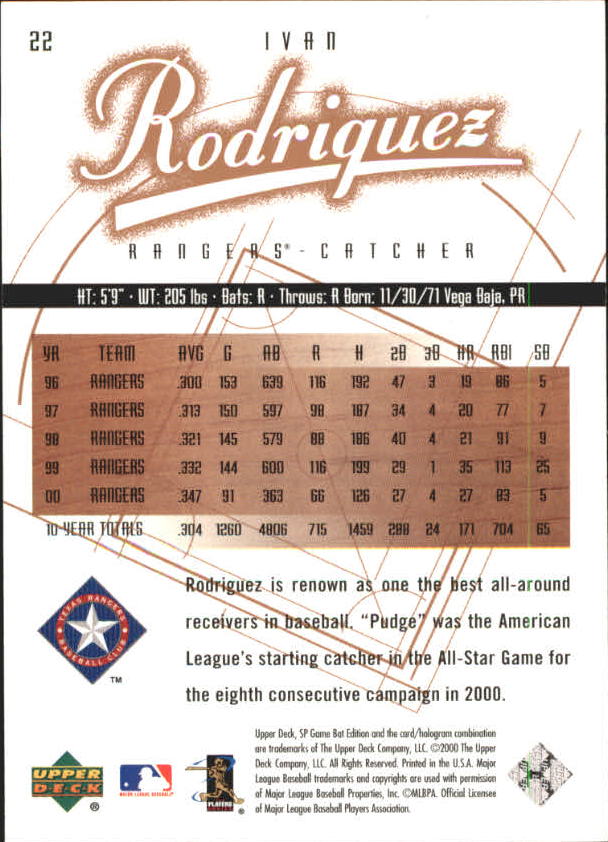 22
IVAN
Rodriguez
RANGERS® - CATCHER
HT: 5'9" · WT: 205 lbs · Bats: R · Throws: R Born: 11/30/71 Vega Baja, PR
YR TEAM AVG G AB R H 2B 3B HR RBI SB
96 RANGERS .300 153 639 116 192 47 3 19 86 5
97 RANGERS .313 150 597 98 187 34 4 20 77 7
98 RANGERS .321 145 579 88 186 40 4 21 91 9
99 RANGERS .332 144 600 116 199 29 1 35 113 25
00 RANGERS .347 91 363 66 126 27 4 27 83 5
10 YEAR TOTALS .304 1260 4806 715 1459 288 24 171 704 65
Rodriguez is renown as one the best all-around
receivers in baseball. “Pudge” was the American
League's starting catcher in the All-Star Game for
the eighth consecutive campaign in 2000.
TEXAS RANGERS
BASEBALL CLUB
TM
Upper Deck, SP Game Bat Edition and the card/hologram combination
are trademarks of The Upper Deck Company, LLC. ©2000 The Upper
Deck Company, LLC. All Rights Reserved. Printed in the U.S.A. Major
League Baseball trademarks and copyrights are used with permission
of Major League Baseball Properties, Inc. ©MLBPA. Official Licensee
of Major League Baseball Players Association.
UPPER
DECK
®
MAJOR LEAGUE BASEBALL
PLAYERS
®